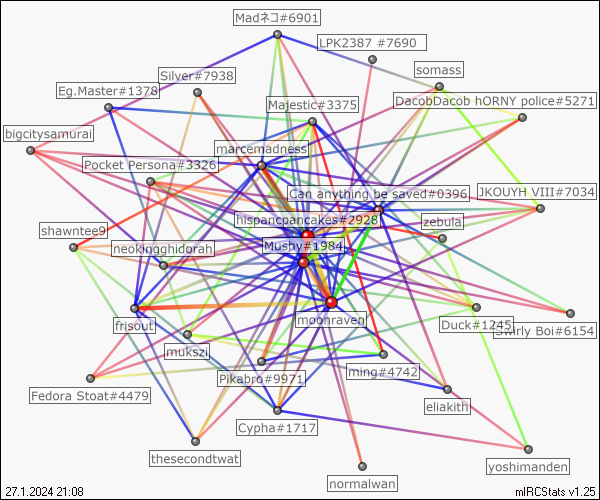 Madネコ#6901
LPK2387 #7690
Silver#7938
somass
Eg.Master#1378
DacobDacob hORNY police#5271
Majestic#3375
bigcitysamurai
marcemadness
Pocket Persona#3326
Can anything be saved#0396
JKOUYH VIII#7034
hispancpancakes#2928
zebula
shawntee9
Mushy#1984
neokingghidorah
moonraven
frisout
Duck#1245
Swirly Boi#6154
mukszi
ming#4742
Pikabro#9971
Fedora Stoat#4479
eliakith
Cypha#1717
thesecondtwat
yoshimanden
normalwan
27.1.2024 21:08
mIRCStats v1.25